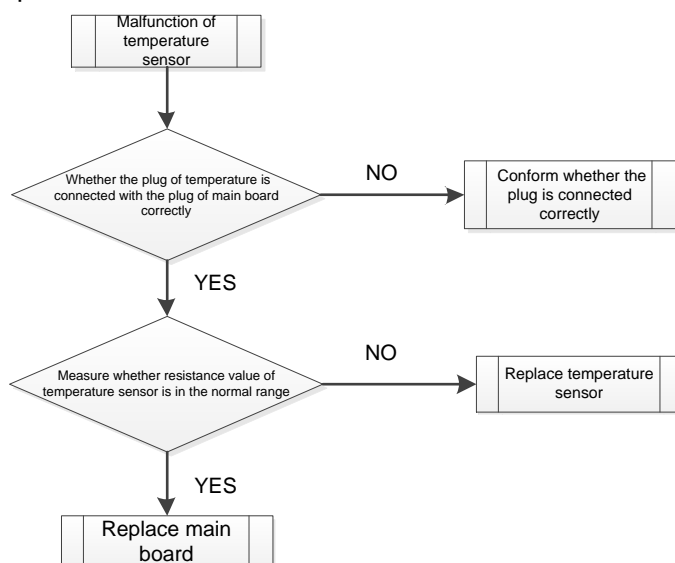 Malfunction of
temperature
sensor
Whether the plug of temperature is
connected with the plug of main board
correctly
NO
Conform whether the
plug is connected
correctly
YES
Measure whether resistance value of
temperature sensor is in the normal range
NO
Replace temperature
sensor
YES
Replace main
board